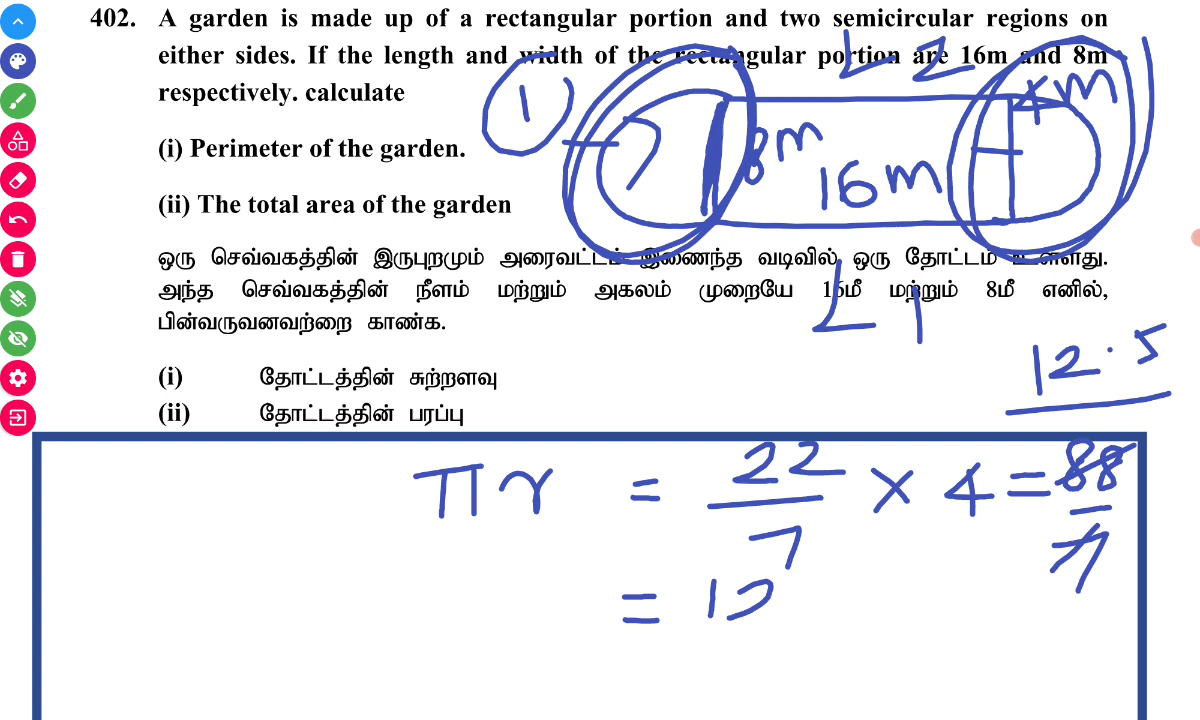 402. A garden is made up of a rectangular portion and two semicircular regions on
either sides. If the length and width of the rectangular portion are 16m and 8m
respectively. calculate
(i) Perimeter of the garden.
(ii) The total area of the garden
1
L2
4m
7
8m
16m
ஒரு செவ்வகத்தின் இருபுறமும் அரைவட்டம் இணைந்த வடிவில் ஒரு தோட்டம் உள்ளது.
அந்த செவ்வகத்தின் நீளம் மற்றும் அகலம் முறையே 16மீ மற்றும் 8மீ எனில்,
பின்வருவனவற்றை காண்க.
L1
(i) தோட்டத்தின் சுற்றளவு
(ii) தோட்டத்தின் பரப்பு
12.5
πr = 22/7 × 4 = 88/7
= 12